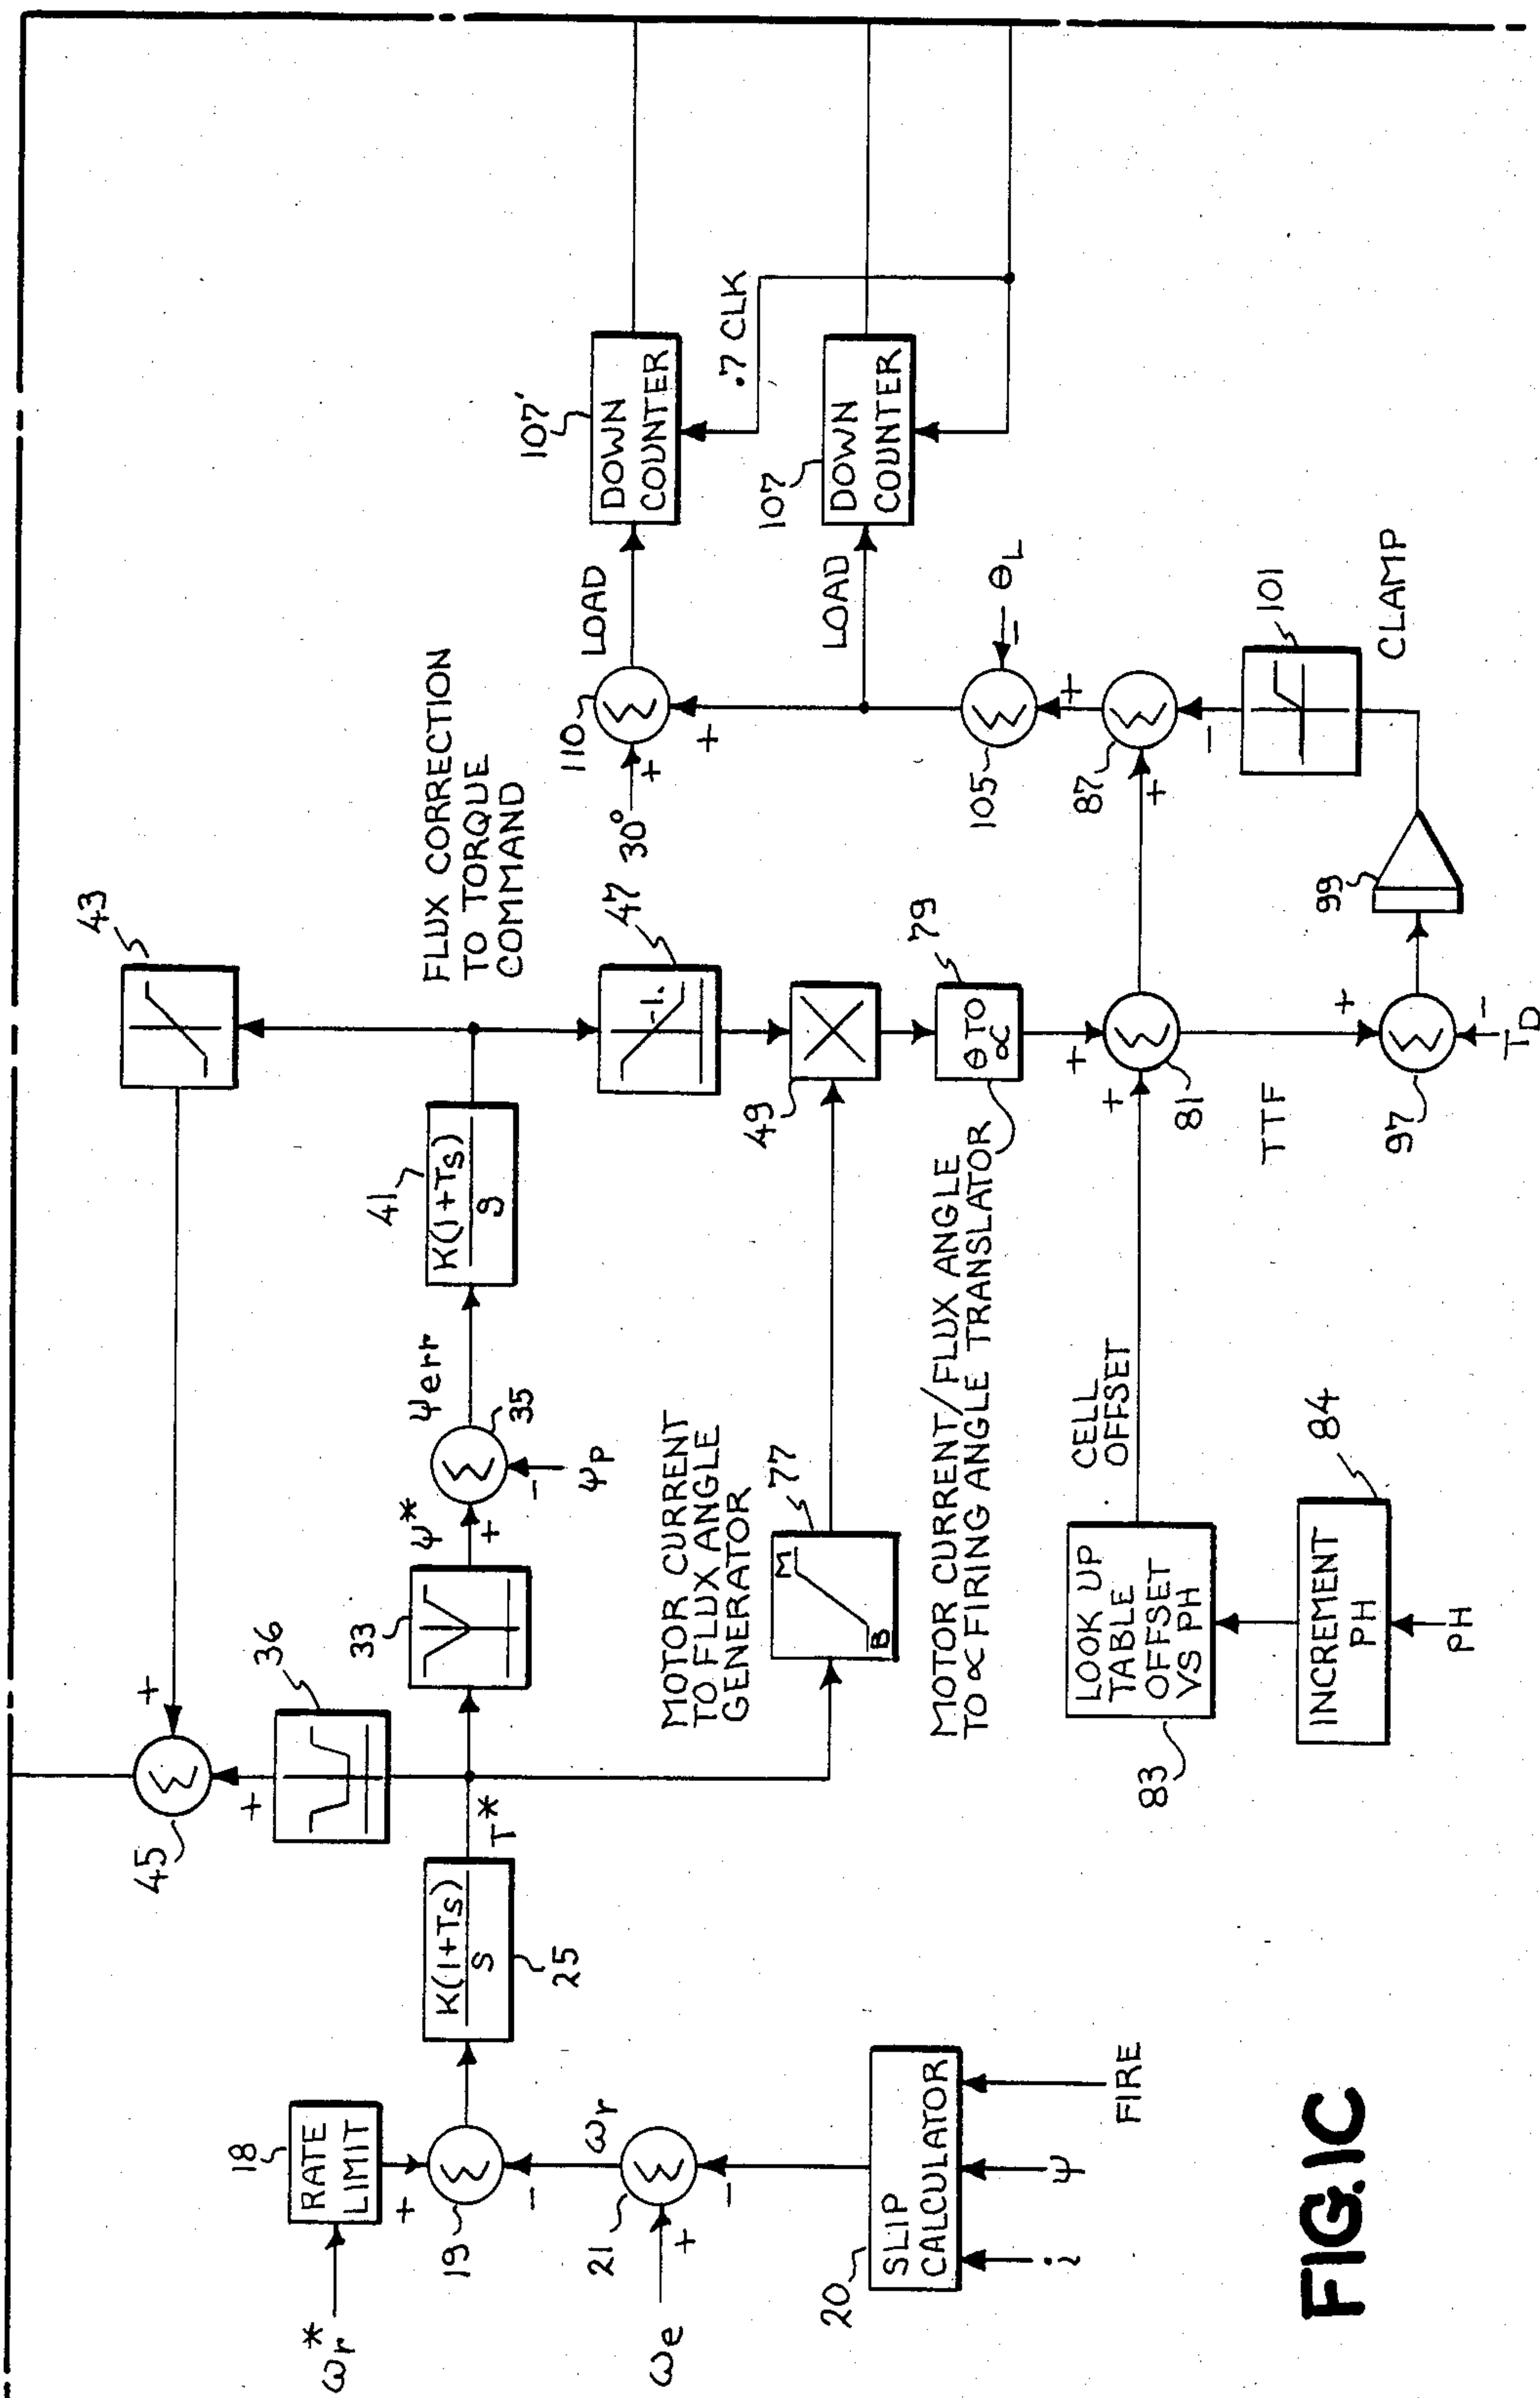 ωr*
18
RATE
LIMIT
+
19
-
ωr
21
ωe
+
-
20
SLIP
CALCULATOR
i
ψ
FIRE
K(1+Ts)
S
25
T*
45
+
+
36
33
ψ*
+
-
ψp
35
ψerr
41
K(1+Ts)
S
43
FLUX CORRECTION
TO TORQUE
COMMAND
47
-1.
49
MOTOR CURRENT
TO FLUX ANGLE
GENERATOR
77
M
B
MOTOR CURRENT/FLUX ANGLE
TO ∝ FIRING ANGLE TRANSLATOR
79
θ TO
∝
83
LOOK UP
TABLE
OFFSET
VS PH
84
INCREMENT
PH
PH
CELL
OFFSET
+
+
81
TTF
97
+
-
TD
99
101
CLAMP
87
+
-
105
+
-
θL
110
30°
+
+
LOAD
107'
DOWN
COUNTER
.7 CLK
LOAD
107
DOWN
COUNTER
FIG.1C